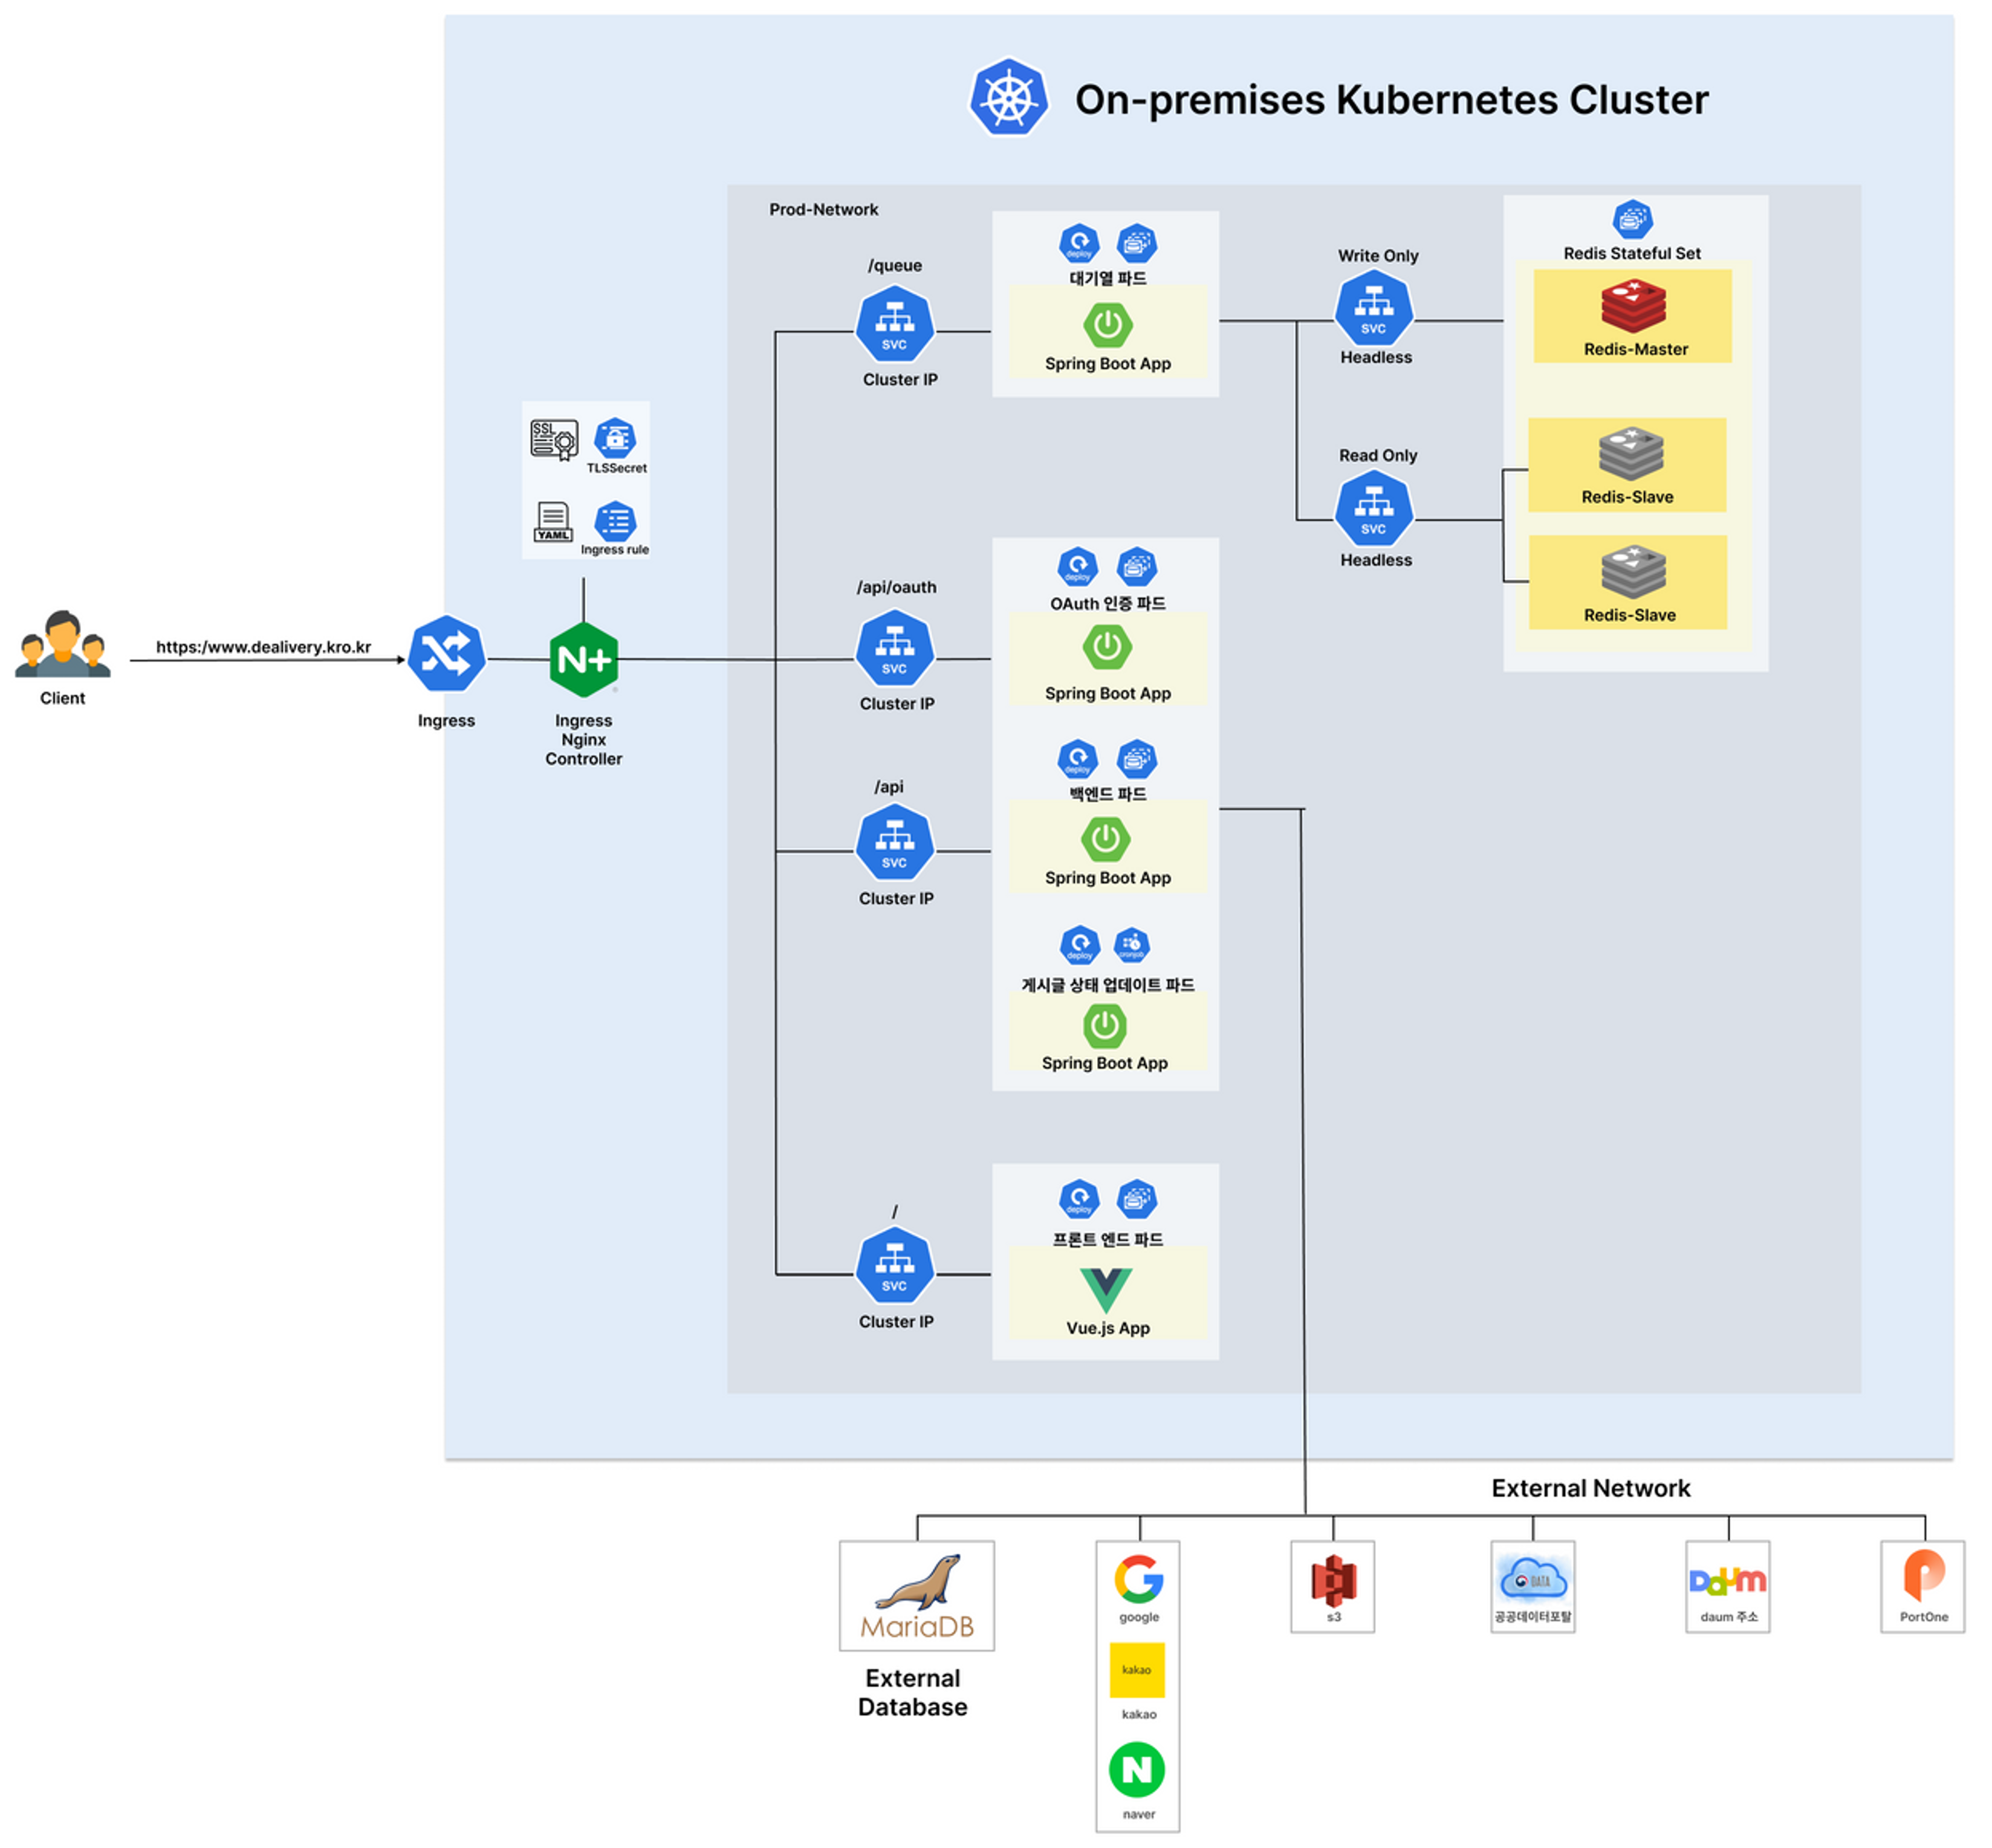 On-premises Kubernetes Cluster
Prod-Network
/queue
SVC
Cluster IP
deploy
대기열 파드
Spring Boot App
Write Only
SVC
Headless
Read Only
SVC
Headless
Redis Stateful Set
Redis-Master
Redis-Slave
Redis-Slave
SSL
TLSSecret
YAML
Ingress rule
Client
https:/www.dealivery.kro.kr
Ingress
N+
Ingress
Nginx
Controller
/api/oauth
SVC
Cluster IP
deploy
OAuth 인증 파드
Spring Boot App
/api
SVC
Cluster IP
deploy
백엔드 파드
Spring Boot App
deploy
cronjob
게시글 상태 업데이트 파드
Spring Boot App
/
SVC
Cluster IP
deploy
프론트 엔드 파드
Vue.js App
External Network
MariaDB
External
Database
G
google
kakao
kakao
N
naver
s3
DATA
공공데이터포탈
Daum
daum 주소
PortOne